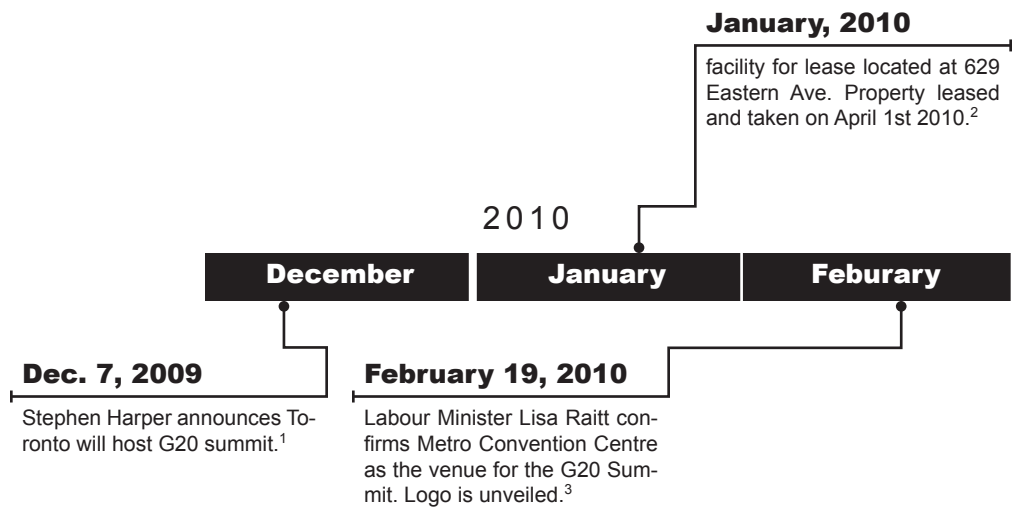 January, 2010
facility for lease located at 629
Eastern Ave. Property leased
and taken on April 1st 2010.2
2010
December
January
Feburary
Dec. 7, 2009
Stephen Harper announces To-
ronto will host G20 summit.1
February 19, 2010
Labour Minister Lisa Raitt con-
firms Metro Convention Centre
as the venue for the G20 Sum-
mit. Logo is unveiled.3